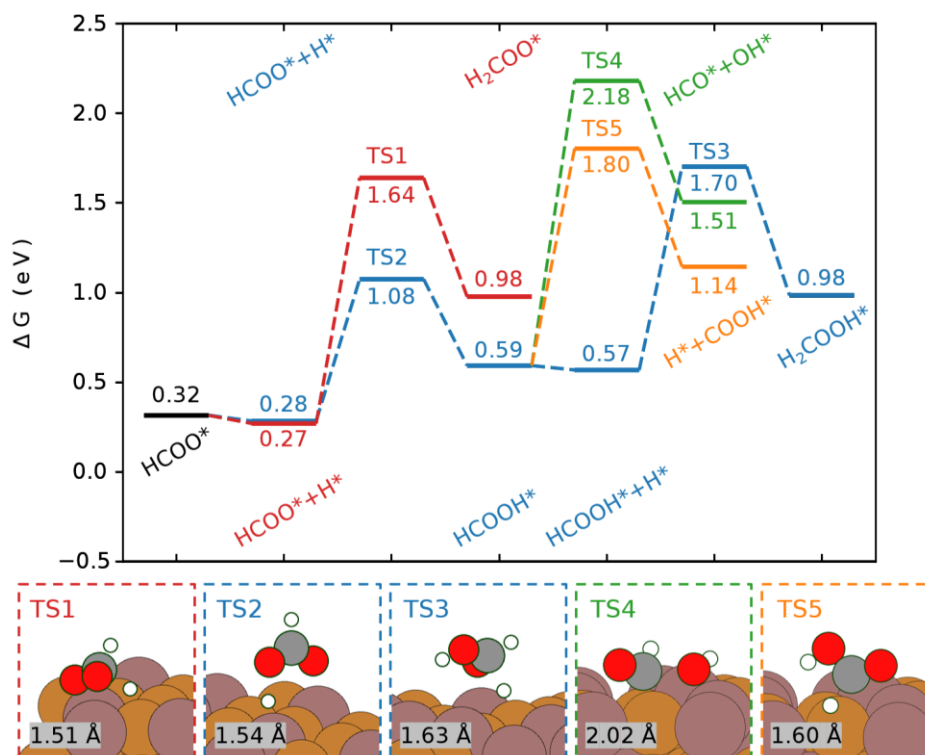 2.5
2.0
1.5
1.0
0.5
0.0
−0.5
Δ G (eV)
HCOO*+H*
H₂COO*
TS4
2.18
HCO*+OH*
TS5
1.80
TS1
1.64
TS3
1.70
1.51
TS2
1.08
0.98
1.14
0.98
0.59
0.57
H*+COOH*
H₂COOH*
0.32
0.28
0.27
HCOO*
HCOO*+H*
HCOOH*
HCOOH*+H*
TS1
1.51 Å
TS2
1.54 Å
TS3
1.63 Å
TS4
2.02 Å
TS5
1.60 Å